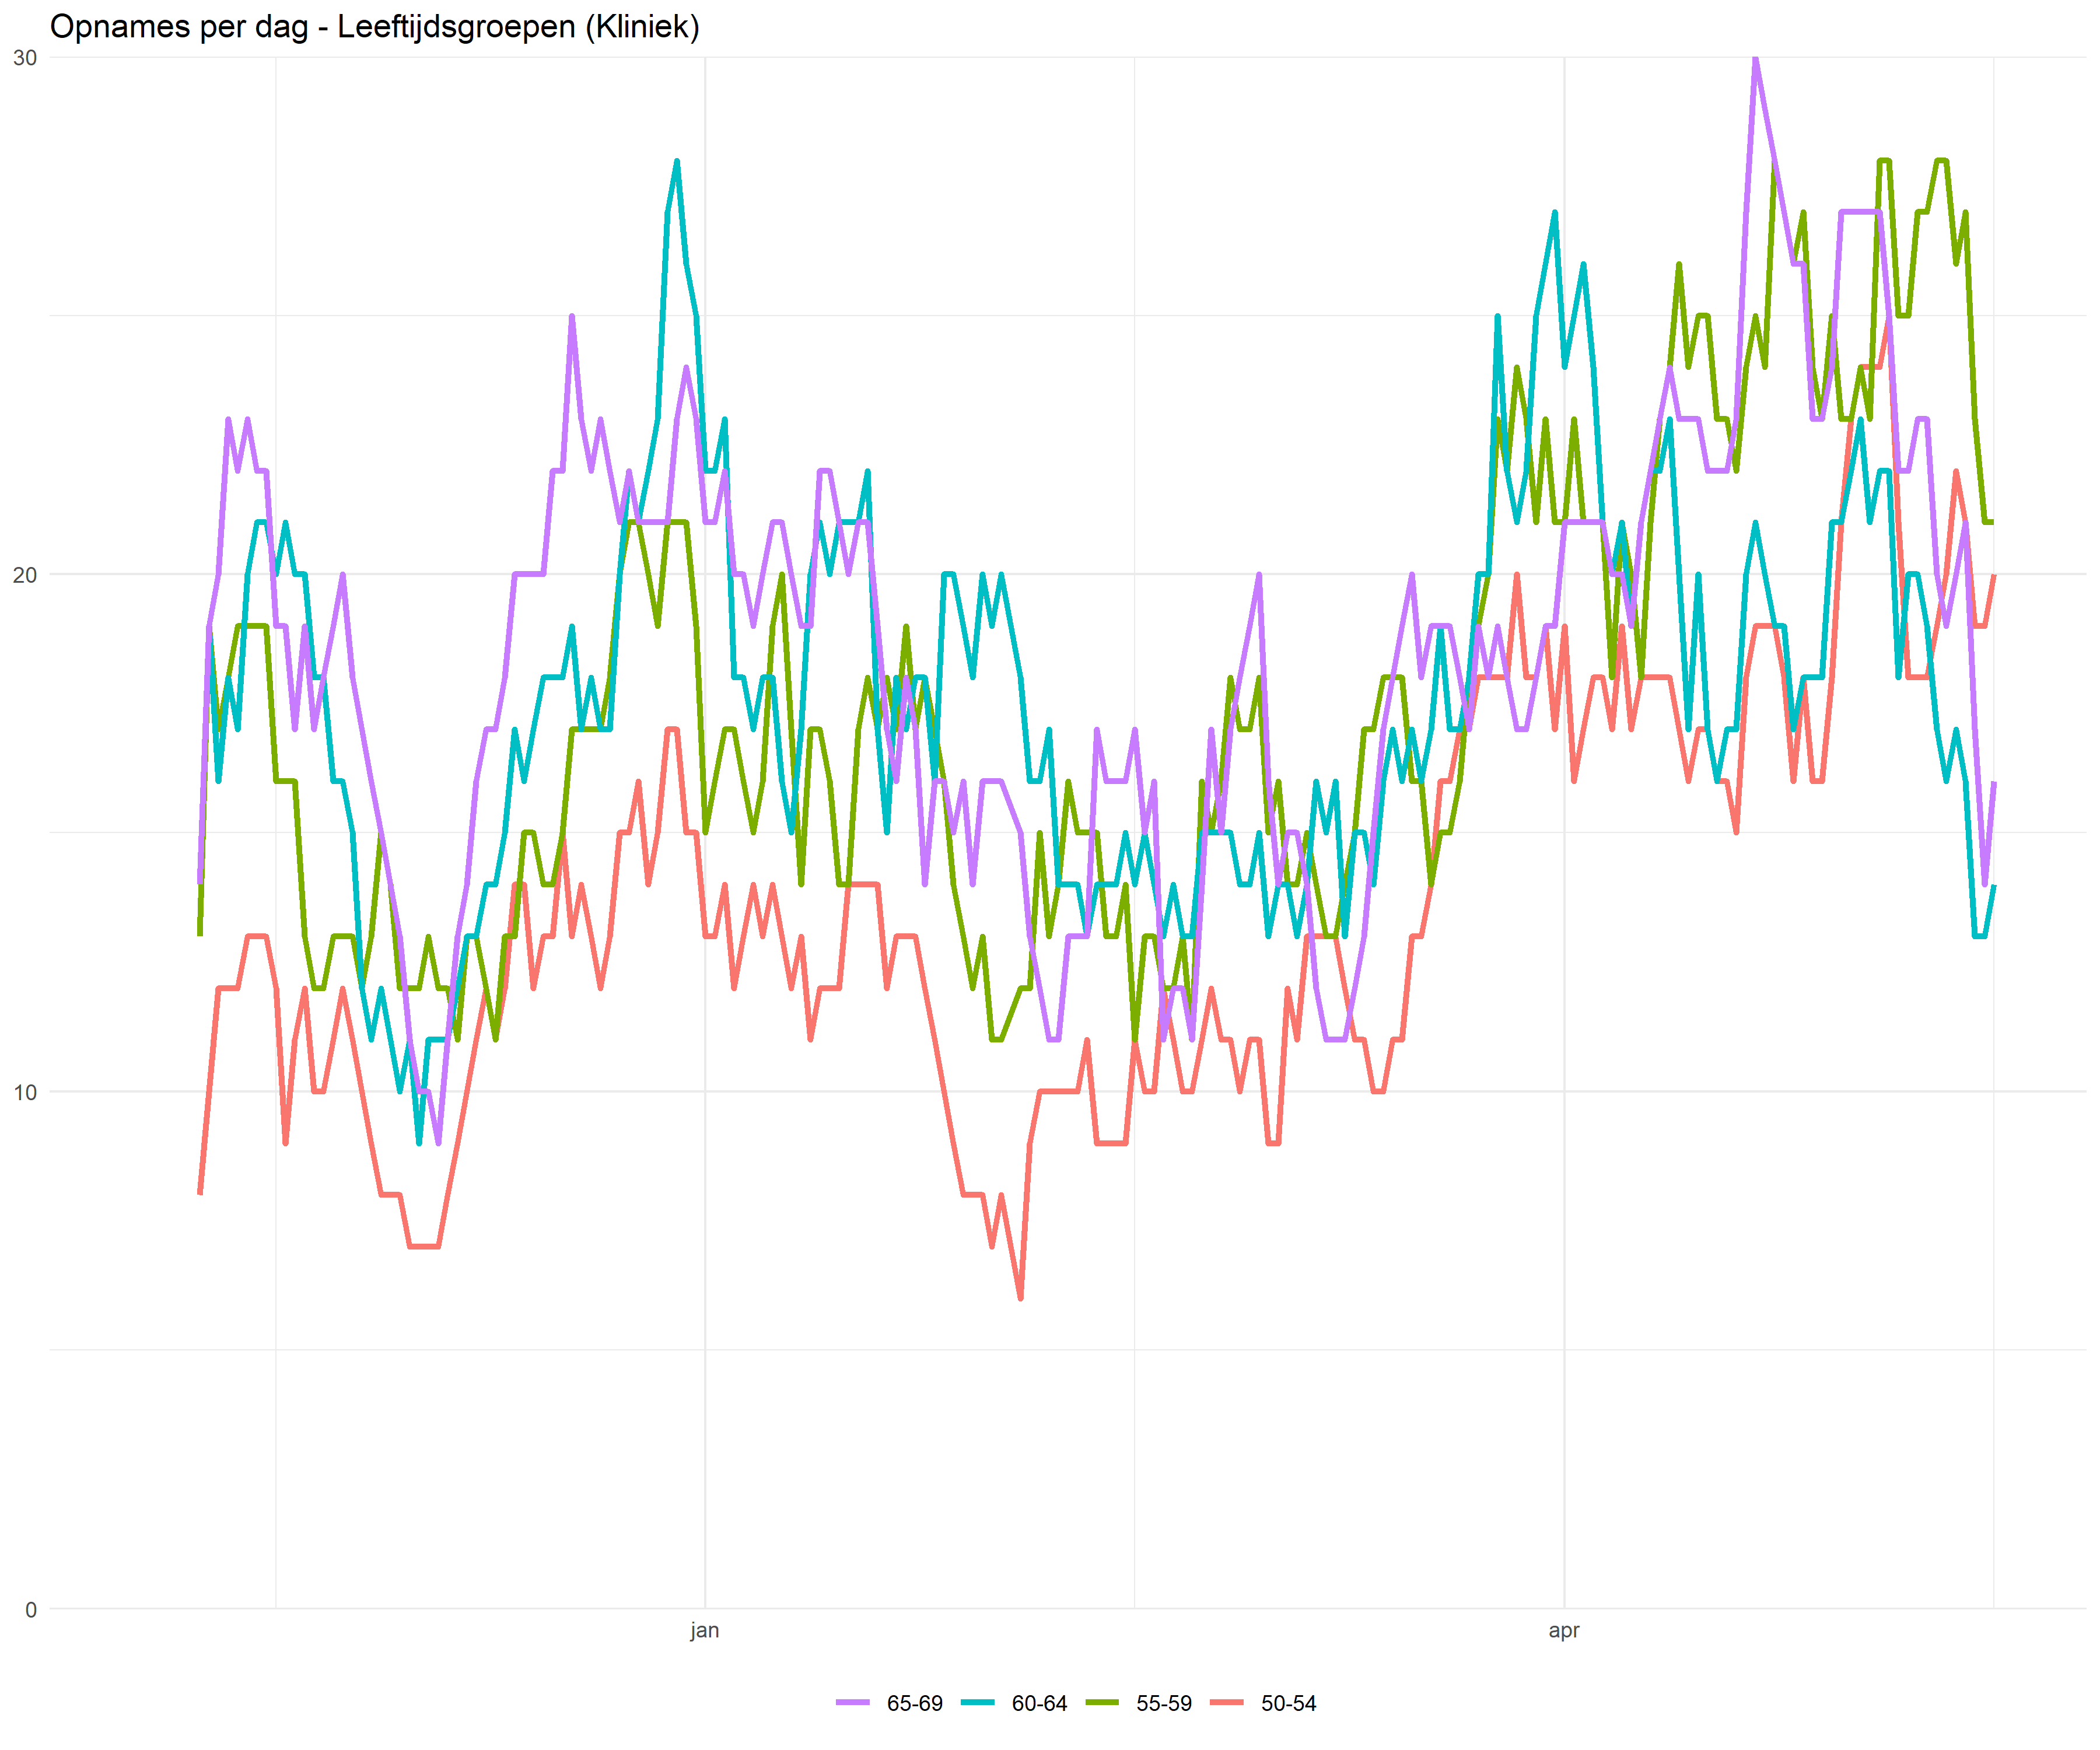 Opnames per dag - Leeftijdsgroepen (Kliniek)
30
20
10
0
jan apr
65-69 60-64 55-59 50-54